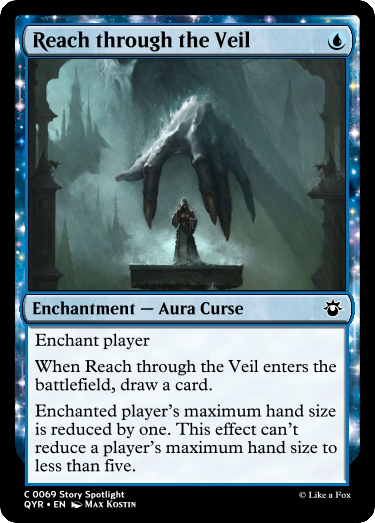 Reach through the Veil
Enchantment — Aura Curse
Enchant player
When Reach through the Veil enters the
battlefield, draw a card.
Enchanted player's maximum hand size
is reduced by one. This effect can't
reduce a player's maximum hand size to
less than five.
C 0069 Story Spotlight
QYR • EN Max Kostin
© Like a Fox